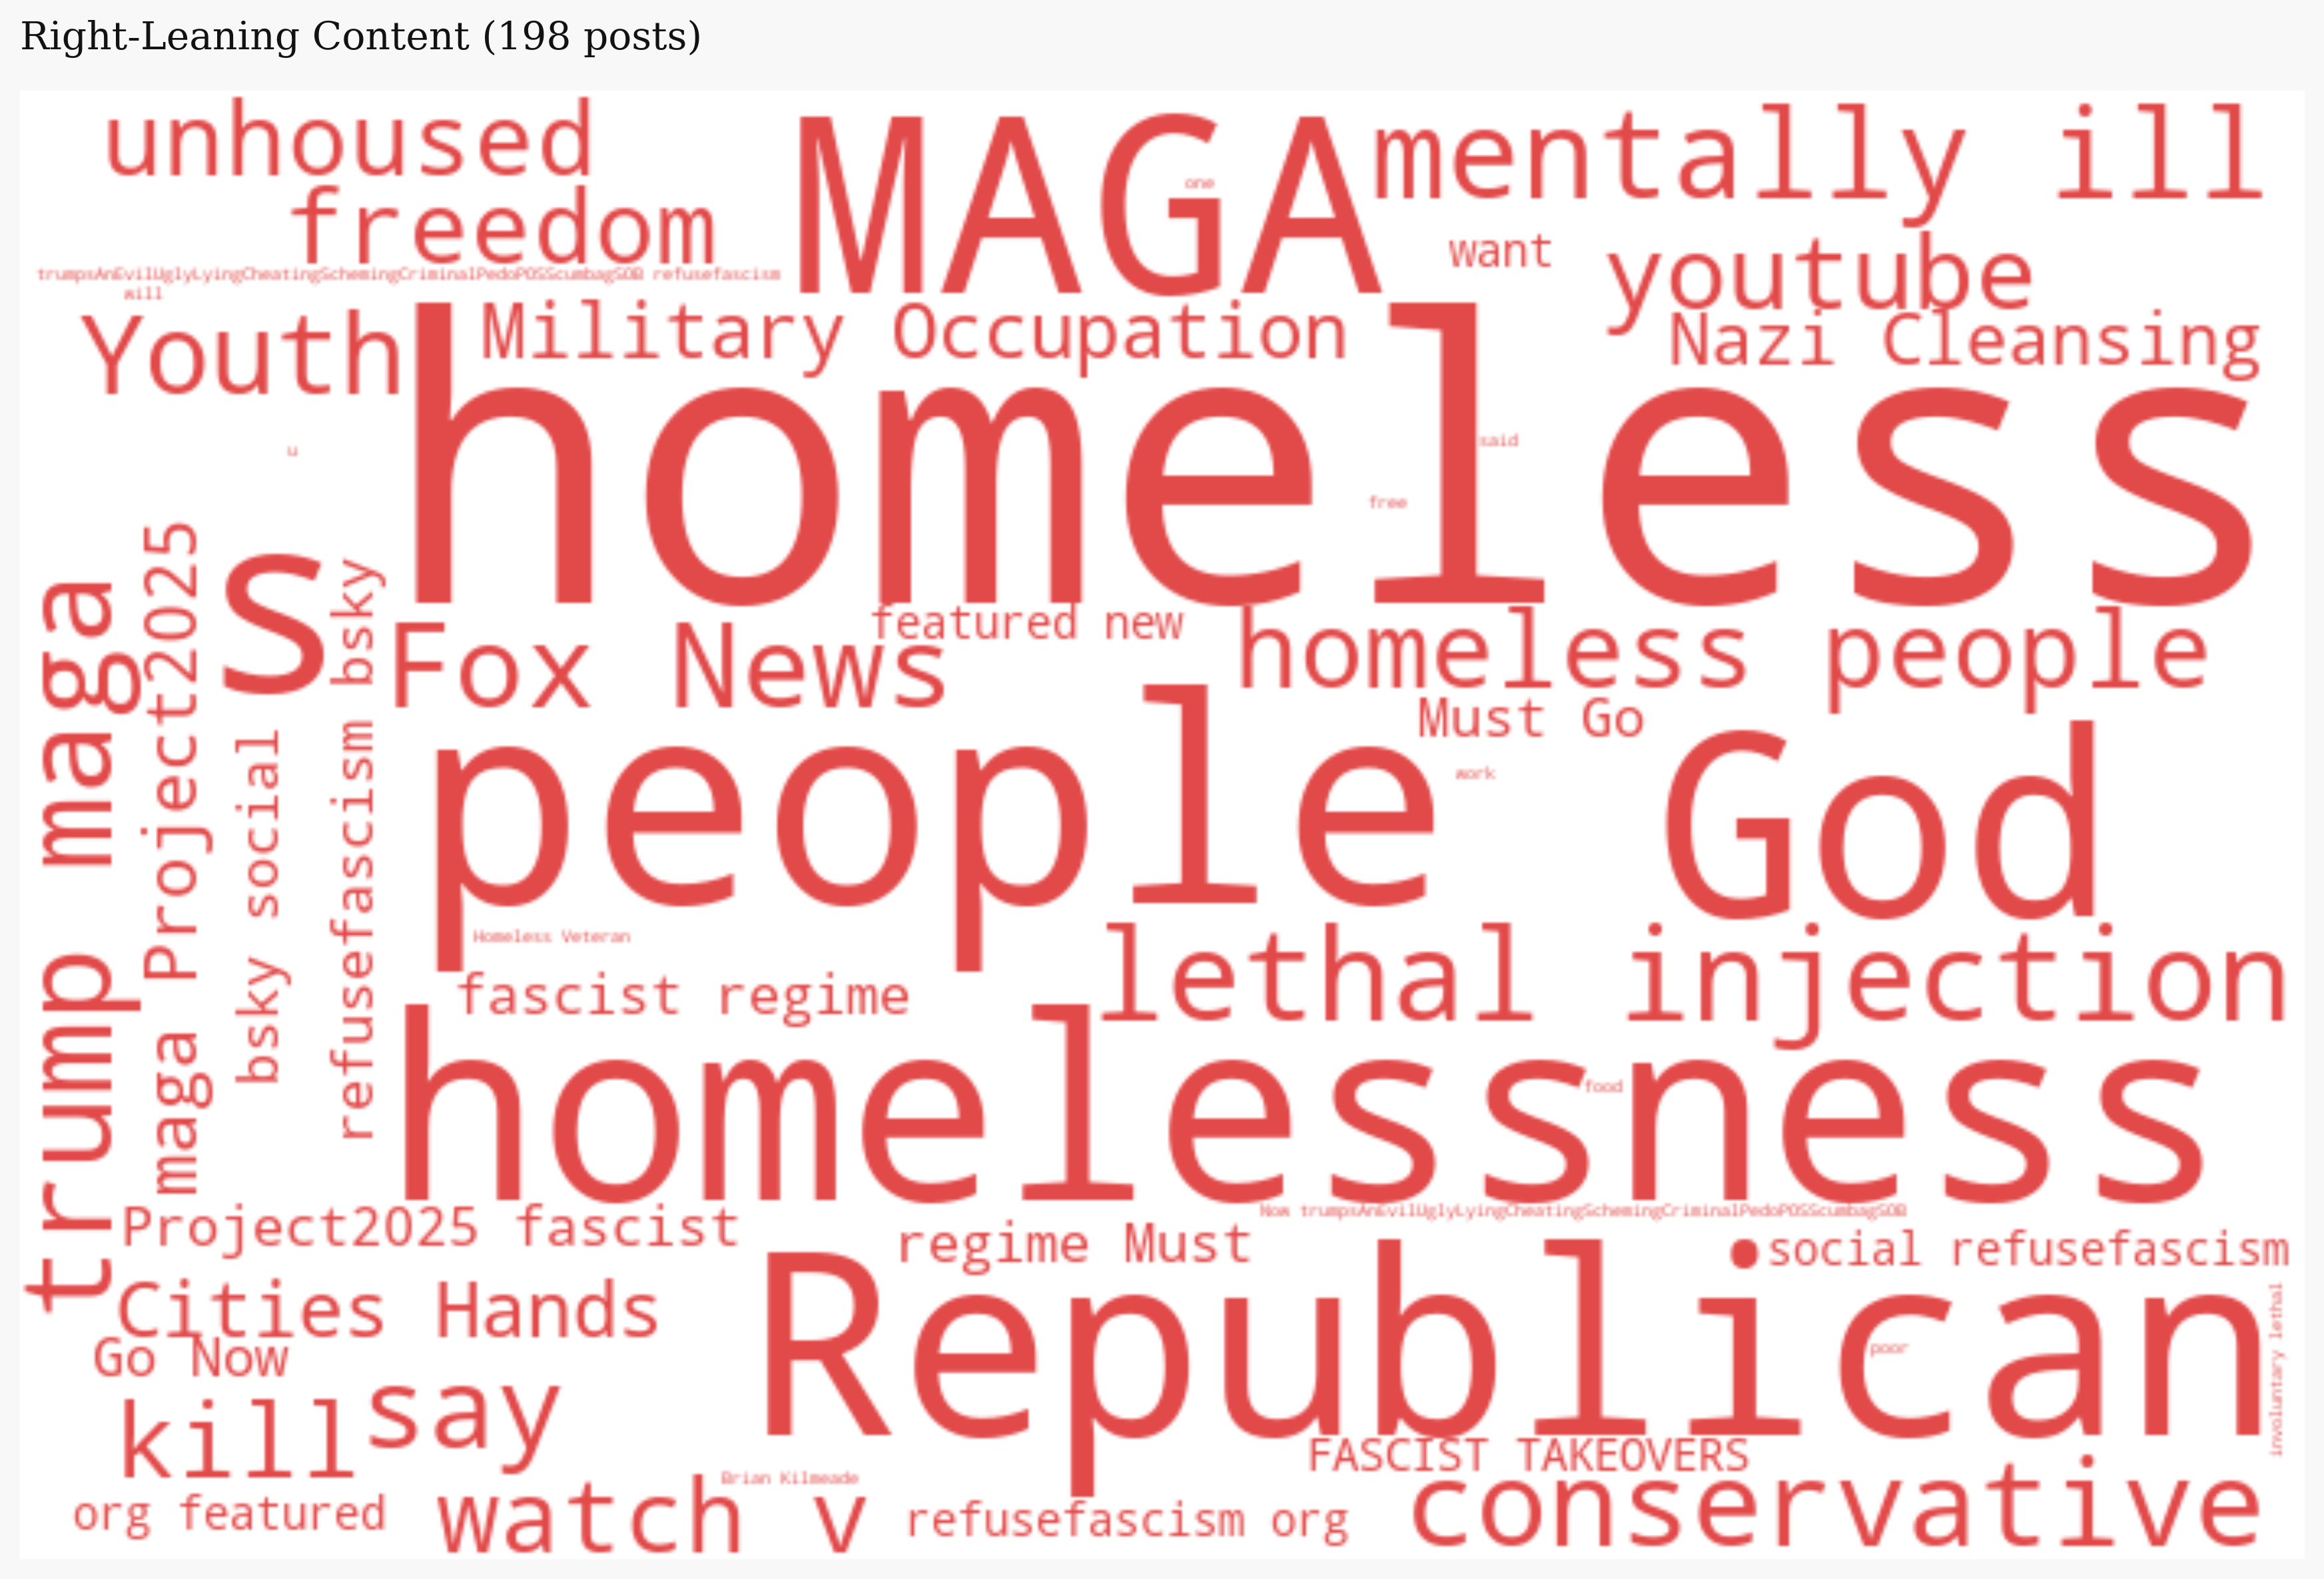 Right-Leaning Content (198 posts)
unhoused
MAGA
mentally ill
one
freedom
want
youtube
trumpsAnEvilUglyLyingCheatingSchemingCriminalPedoPOSScumbagSOB refusefascism
will
Youth
Military Occupation
Nazi Cleansing
homeless
u
said
free
s
trump maga
maga Project2025
bsky social
refusefascism bsky
Fox News
featured new
homeless people
Must Go
people
work
God
Homeless Veteran
fascist regime
lethal injection
homelessness
food
Now trumpsAnEvilUglyLyingCheatingSchemingCriminalPedoPOSScumbagSOB
Project2025 fascist
regime Must
social refusefascism
Cities Hands
Republican
Go Now
poor
involuntary lethal
kill
say
FASCIST TAKEOVERS
Brian Kilmeade
org featured
watch v
refusefascism org
conservative